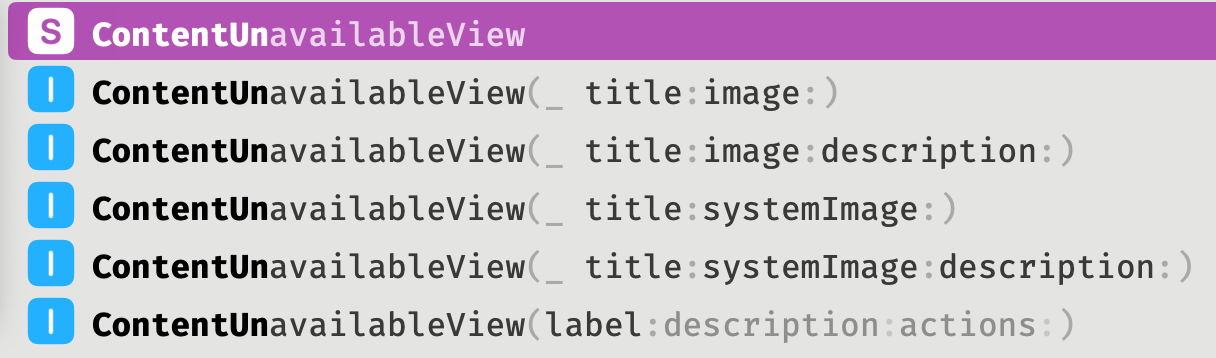 S ContentUnavailableView
I ContentUnavailableView(_ title:image:)
I ContentUnavailableView(_ title:image:description:)
I ContentUnavailableView(_ title:systemImage:)
I ContentUnavailableView(_ title:systemImage:description:)
I ContentUnavailableView(label:description:actions:)